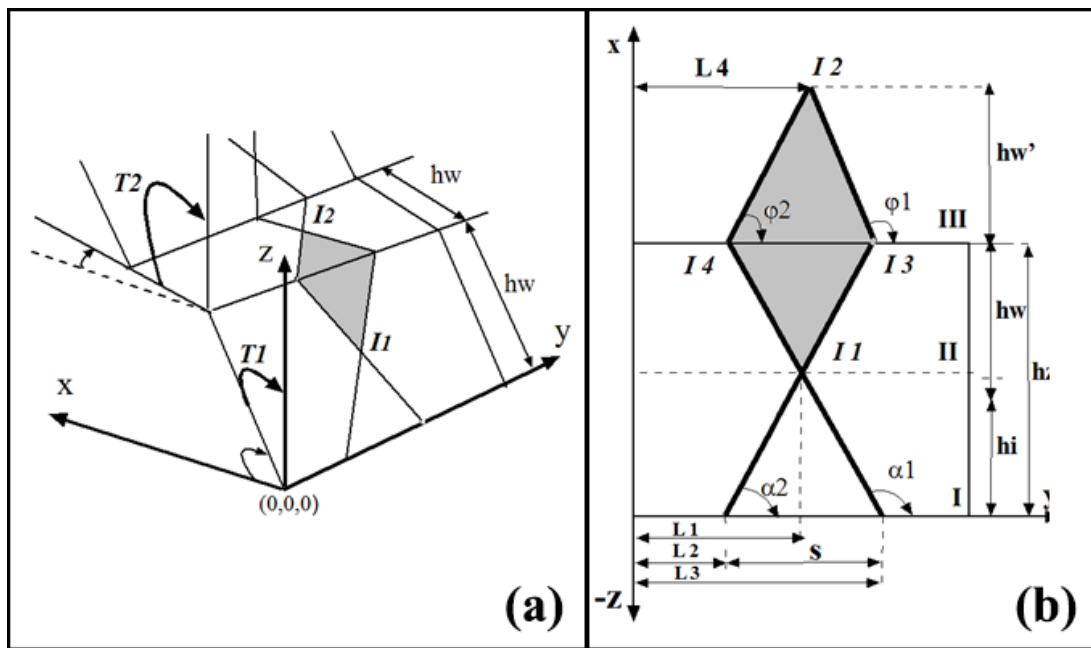 T2
hw
I2
z
hw
y
T1
I1
x
(0,0,0)
(a)
x
L 4
I 2
hw'
φ2
φ1
III
I 4
I 3
hw
I 1
II
hz
hi
α2
α1
I
y
L 1
L 2
s
L 3
-z
(b)